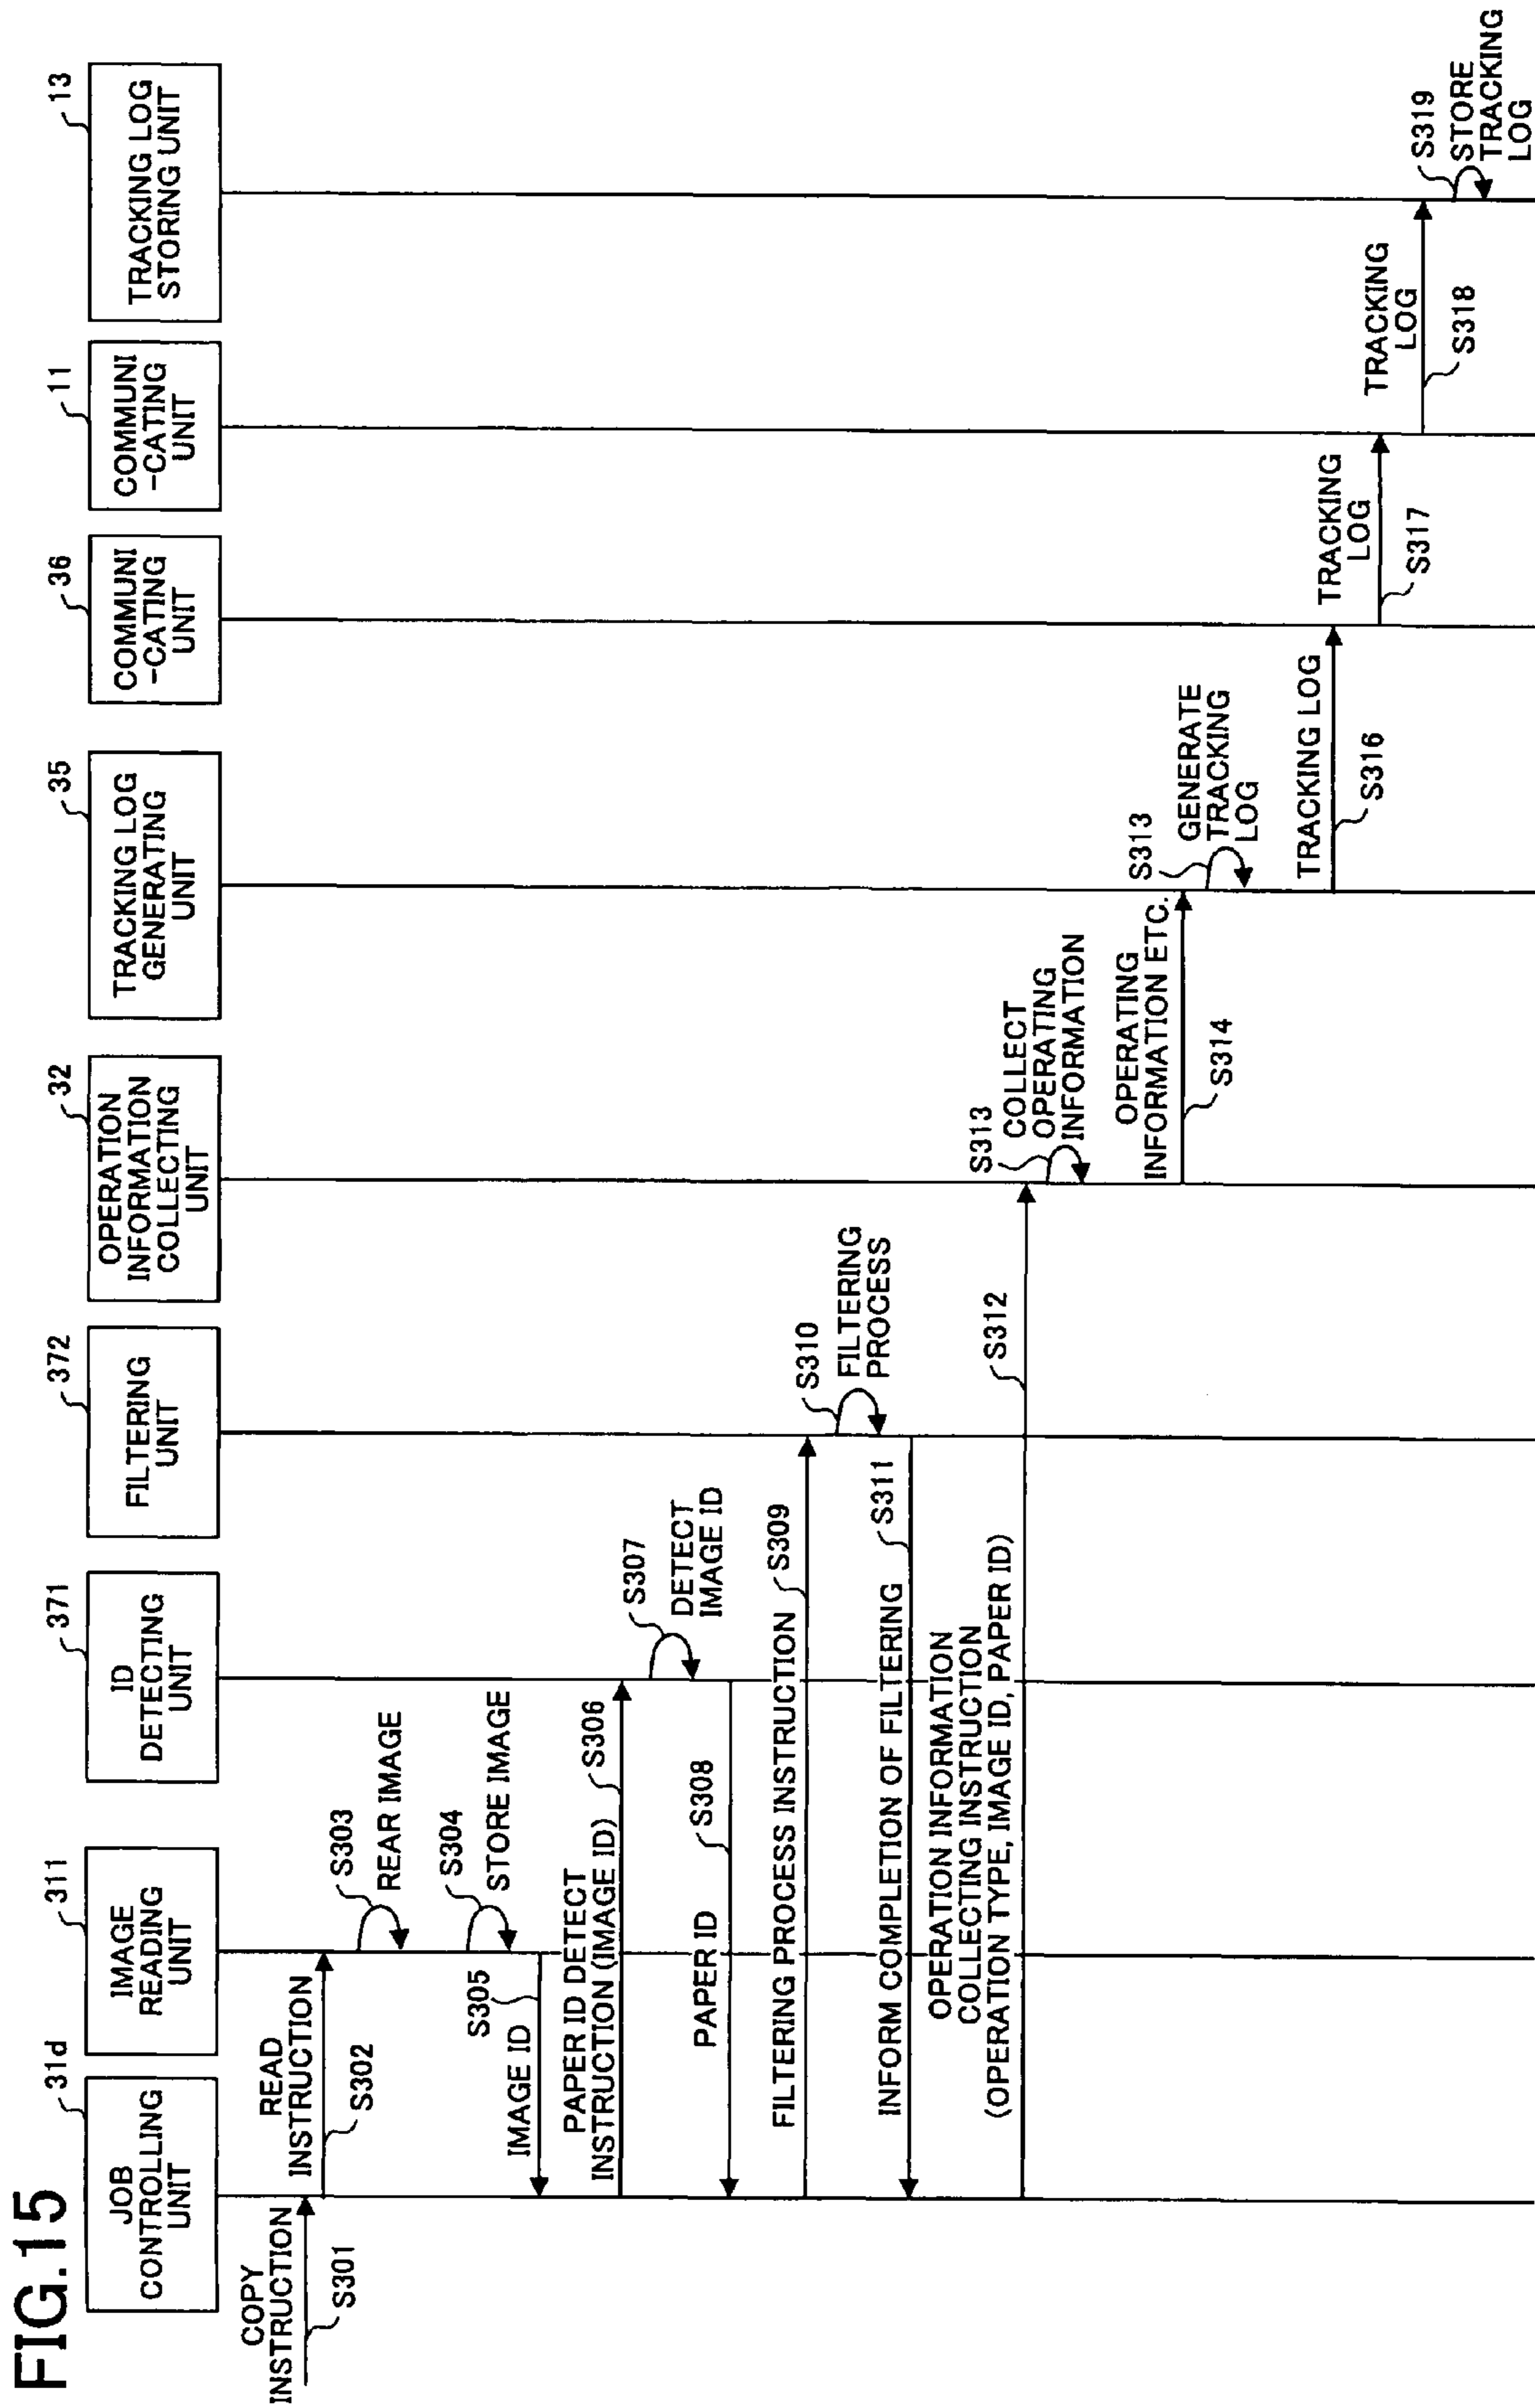 FIG.15
31d
JOB
CONTROLLING
UNIT
311
IMAGE
READING
UNIT
371
ID
DETECTING
UNIT
372
FILTERING
UNIT
32
OPERATION
INFORMATION
COLLECTING
UNIT
35
TRACKING LOG
GENERATING
UNIT
36
COMMUNI
-CATING
UNIT
11
COMMUNI
-CATING
UNIT
13
TRACKING LOG
STORING UNIT
COPY
INSTRUCTION
S301
READ
INSTRUCTION
S302
S303
REAR IMAGE
S304
STORE IMAGE
S305
IMAGE ID
PAPER ID DETECT
INSTRUCTION (IMAGE ID)
S306
S307
DETECT
IMAGE ID
PAPER ID
S308
FILTERING PROCESS INSTRUCTION
S309
S310
FILTERING
PROCESS
INFORM COMPLETION OF FILTERING
S311
OPERATION INFORMATION
COLLECTING INSTRUCTION
(OPERATION TYPE, IMAGE ID, PAPER ID)
S312
S313
COLLECT
OPERATING
INFORMATION
OPERATING
INFORMATION ETC.
S314
S313
GENERATE
TRACKING
LOG
TRACKING LOG
S316
TRACKING
LOG
S317
TRACKING
LOG
S318
S319
STORE
TRACKING
LOG